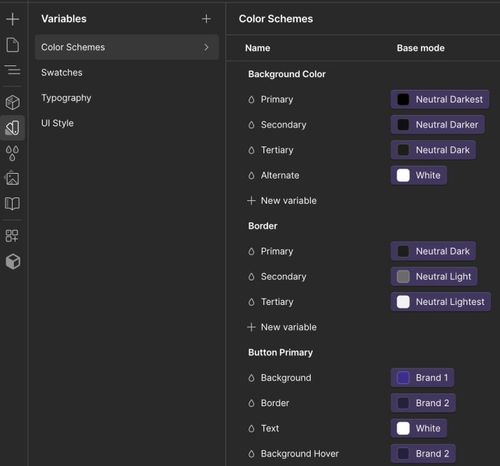 Variables
Color Schemes
Swatches
Typography
UI Style
Color Schemes
Name Base mode
Background Color
Primary Neutral Darkest
Secondary Neutral Darker
Tertiary Neutral Dark
Alternate White
New variable
Border
Primary Neutral Dark
Secondary Neutral Light
Tertiary Neutral Lightest
New variable
Button Primary
Background Brand 1
Border Brand 2
Text White
Background Hover Brand 2